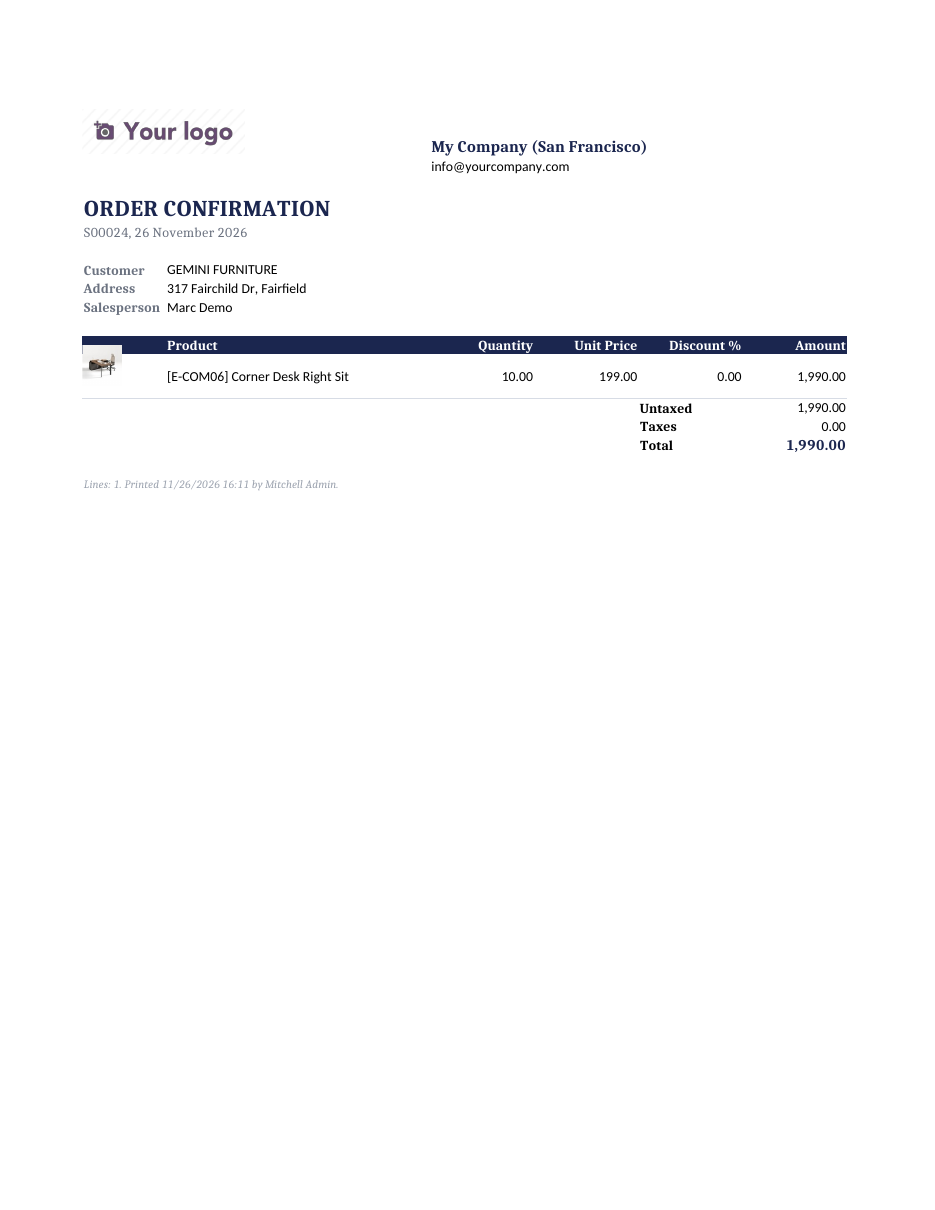 Your logo
My Company (San Francisco)
info@yourcompany.com
ORDER CONFIRMATION
S00024, 26 November 2026
Customer GEMINI FURNITURE
Address 317 Fairchild Dr, Fairfield
Salesperson Marc Demo
Product Quantity Unit Price Discount % Amount
[E-COM06] Corner Desk Right Sit 10.00 199.00 0.00 1,990.00
Untaxed 1,990.00
Taxes 0.00
Total 1,990.00
Lines: 1. Printed 11/26/2026 16:11 by Mitchell Admin.